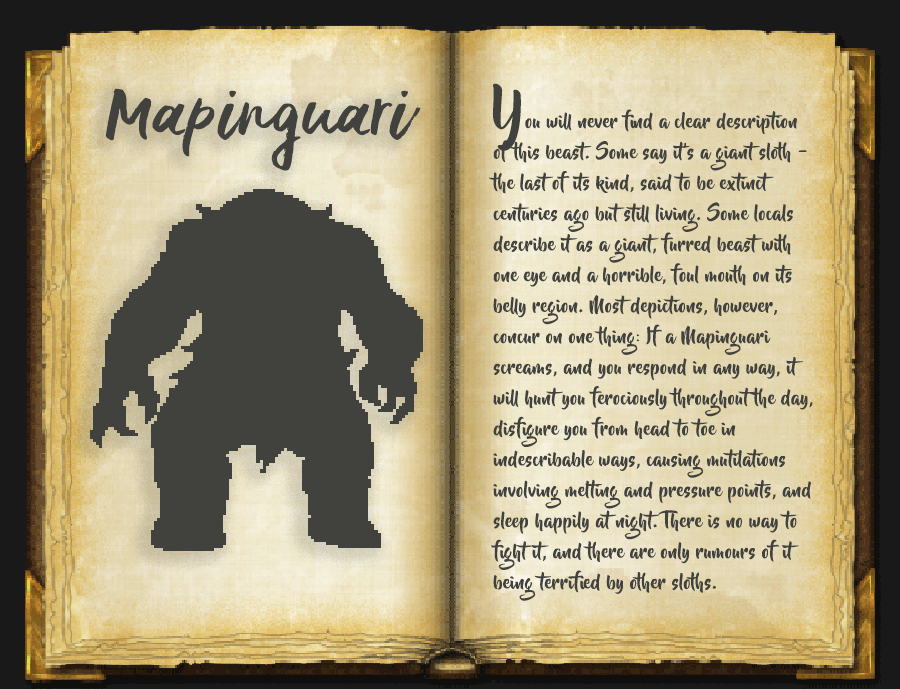 Mapinguari
You will never find a clear description
of this beast. Some say it's a giant sloth -
the last of its kind, said to be extinct
centuries ago but still living. Some locals
describe it as a giant, furred beast with
one eye and a horrible, foul mouth on its
belly region. Most depictions, however,
concur on one thing: If a Mapinguari
screams, and you respond in any way, it
will hunt you ferociously throughout the day,
disfigure you from head to toe in
indescribable ways, causing mutilations
involving melting and pressure points, and
sleep happily at night. There is no way to
fight it, and there are only rumours of it
being terrified by other sloths.